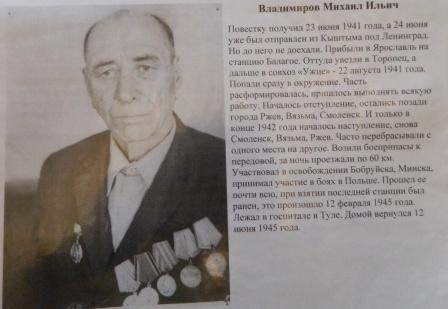 Владимиров Михаил Ильич
Повестку получил 23 июня 1941 года, а 24 июня
уже был отправлен из Кыштыма под Ленинград.
Но до него не доехали. Прибыли в Ярославль на
станцию Балагое. Оттуда увезли в Торопец, а
дальше в совхоз «Ужце» - 22 августа 1941 года.
Попали сразу в окружение. Часть
расформировалась, пришлось выполнять всякую
работу. Началось отступление, остались позади
города Ржев, Вязьма, Смоленск. И только в
конце 1942 года началось наступление, снова
Смоленск, Вязьма, Ржев. Часто перебрасывали с
одного места на другое. Возили боеприпасы к
передовой, за ночь проезжали по 60 км.
Участвовал в освобождении Бобруйска, Минска,
принимал участие в боях в Польше. Прошел ее
почти всю, при взятии последней станции был
ранен, это произошло 12 февраля 1945 года.
Лежал в госпитале в Туле. Домой вернулся 12
июня 1945 года.